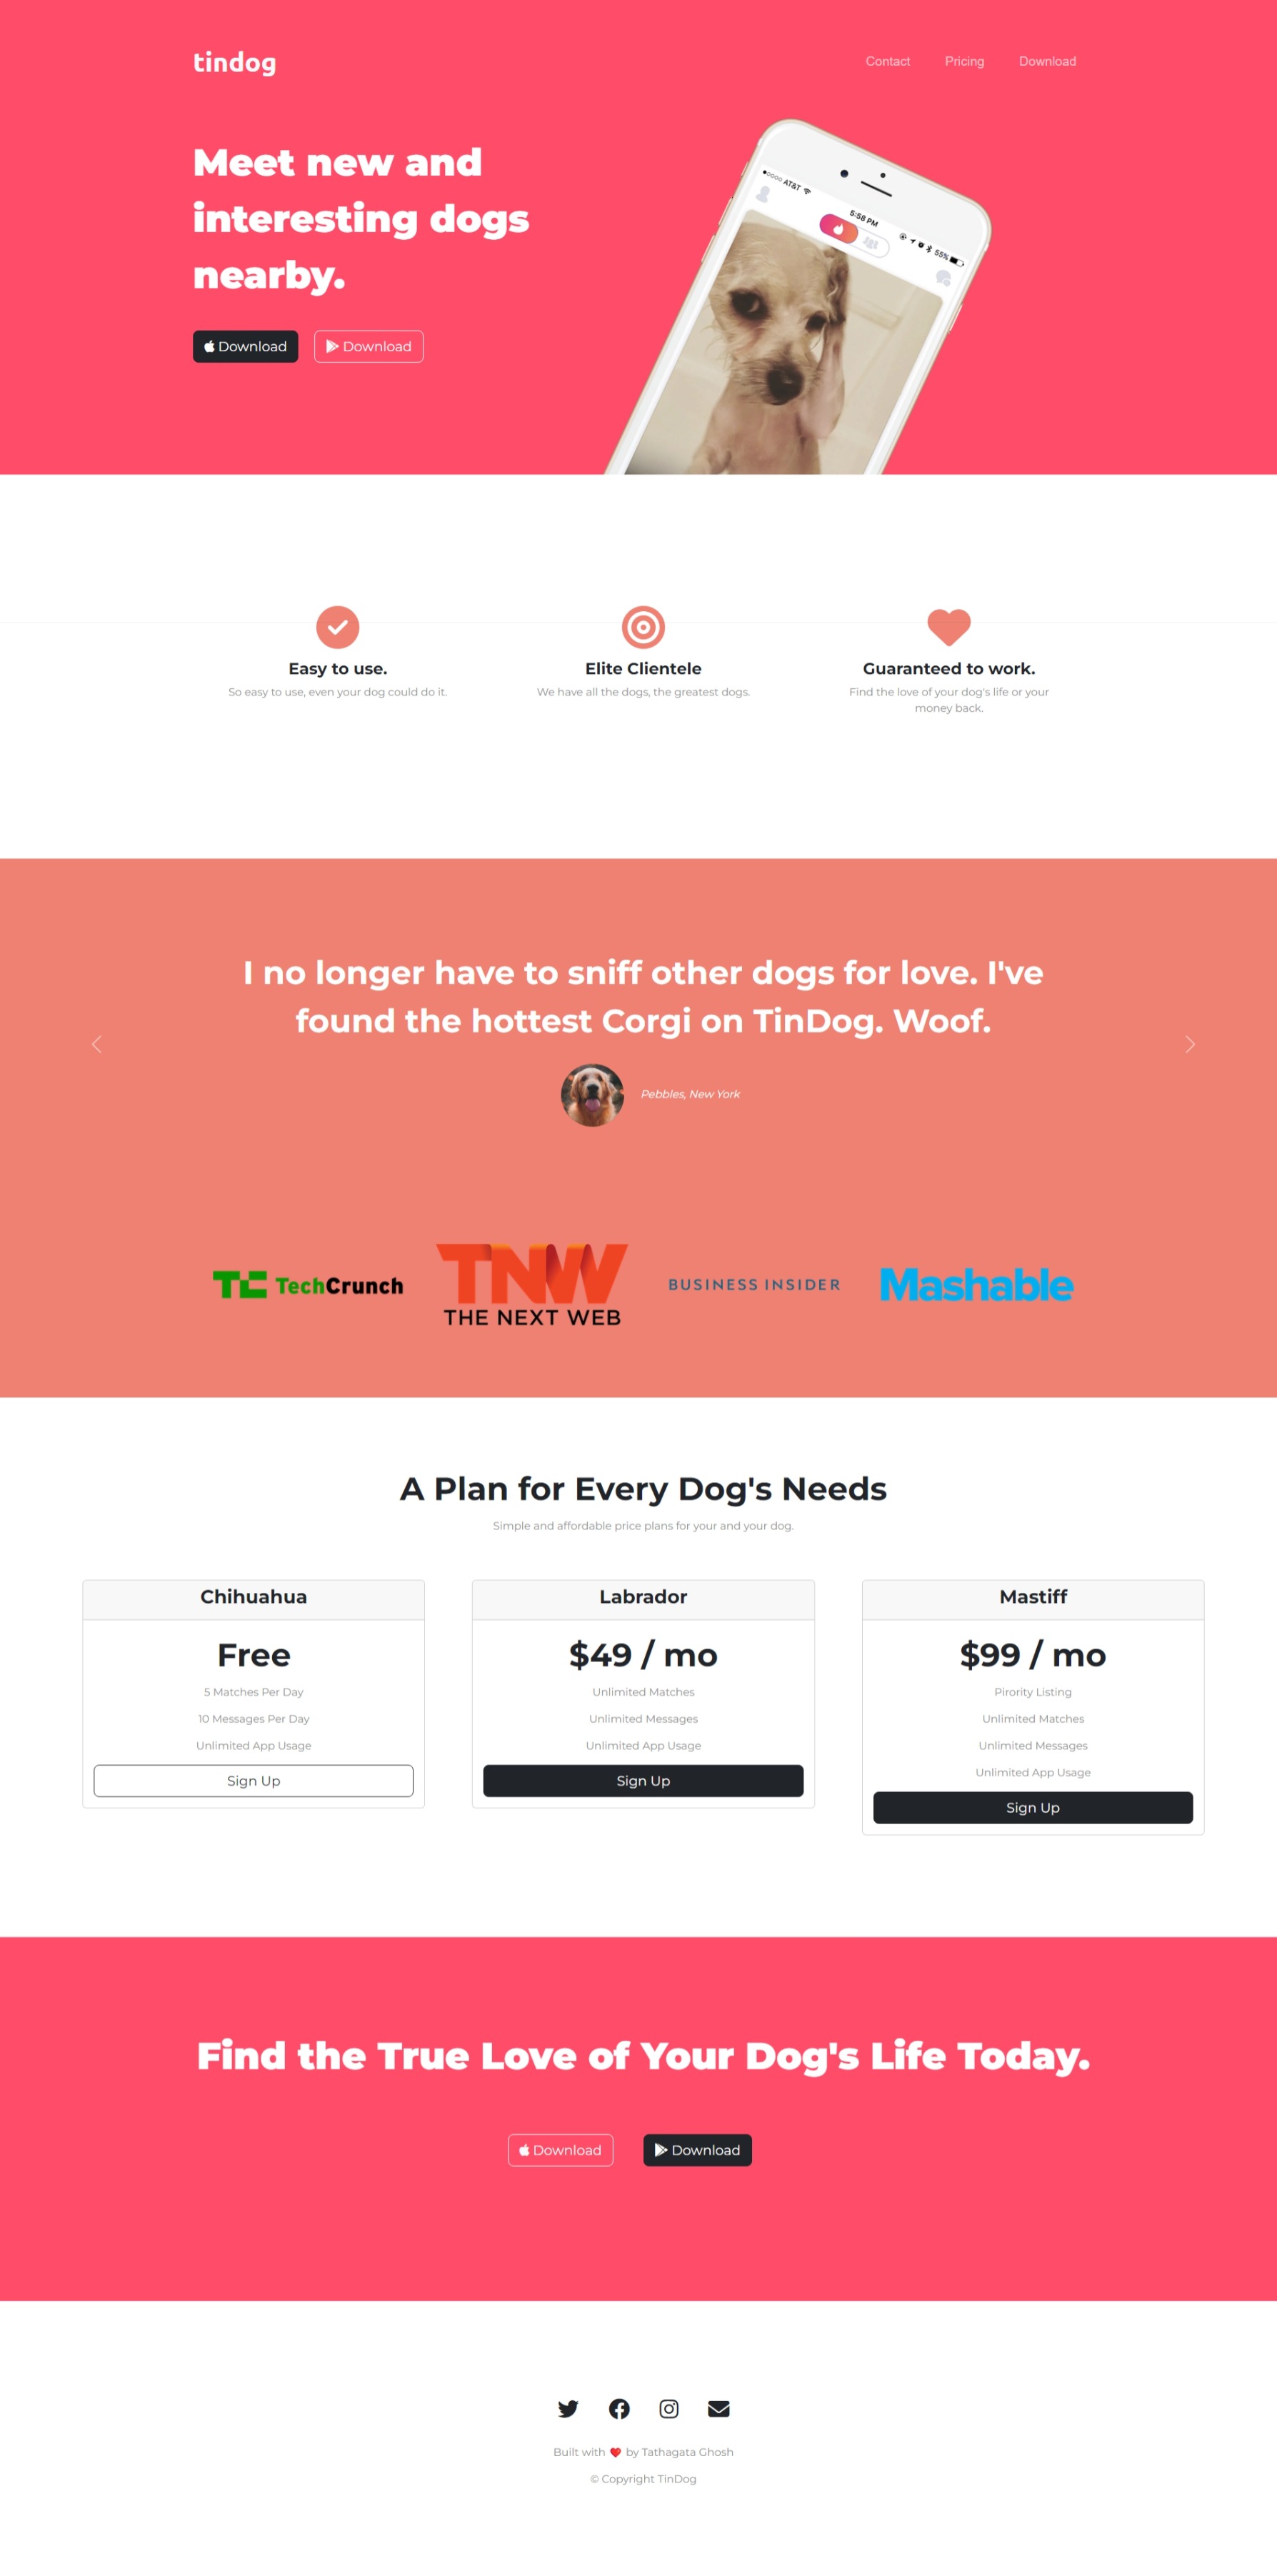 tindog
Contact Pricing Download
Meet new and
interesting dogs
nearby.
Download Download
AT&T 5:58 PM 55%
Easy to use. Elite Clientele Guaranteed to work.
So easy to use, even your dog could do it. We have all the dogs, the greatest dogs. Find the love of your dog's life or your
money back.
I no longer have to sniff other dogs for love. I've
found the hottest Corgi on TinDog. Woof.
Pebbles, New York
TC TechCrunch
TNW
THE NEXT WEB
BUSINESS INSIDER
Mashable
A Plan for Every Dog's Needs
Simple and affordable price plans for your and your dog.
Chihuahua
Free
5 Matches Per Day
10 Messages Per Day
Unlimited App Usage
Sign Up
Labrador
$49 / mo
Unlimited Matches
Unlimited Messages
Unlimited App Usage
Sign Up
Mastiff
$99 / mo
Pirority Listing
Unlimited Matches
Unlimited Messages
Unlimited App Usage
Sign Up
Find the True Love of Your Dog's Life Today.
Download Download
Built with ❤️ by Tathagata Ghosh
© Copyright TinDog